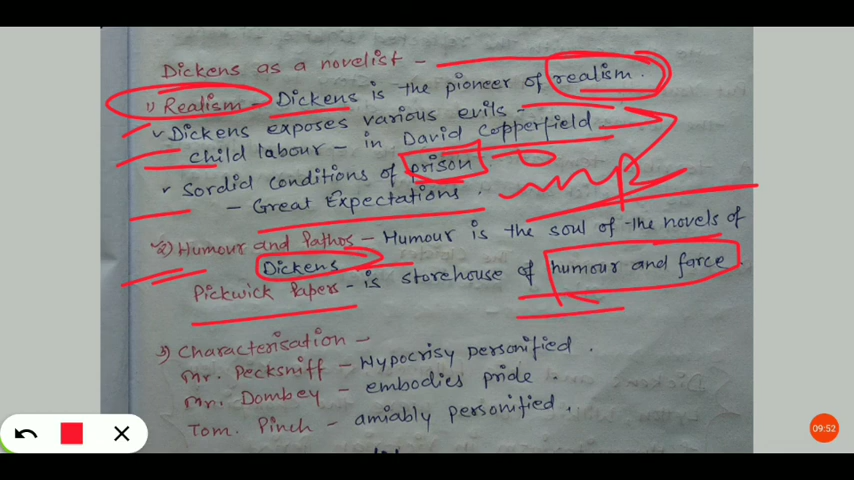 Dickens as a novelist -
1) Realism - Dickens is the pioneer of realism.
Dickens exposes various evils -
child labour - in David Copperfield
Sordid conditions of prison
- Great Expectations
2) Humour and Pathos - Humour is the soul of the novels of
Dickens
Pickwick Papers - is storehouse of humour and farce.
3) Characterisation -
Mr. Pecksniff - Hypocrisy personified.
Mr. Dombey - embodies pride.
Tom. Pinch - amiably personified.
09:52